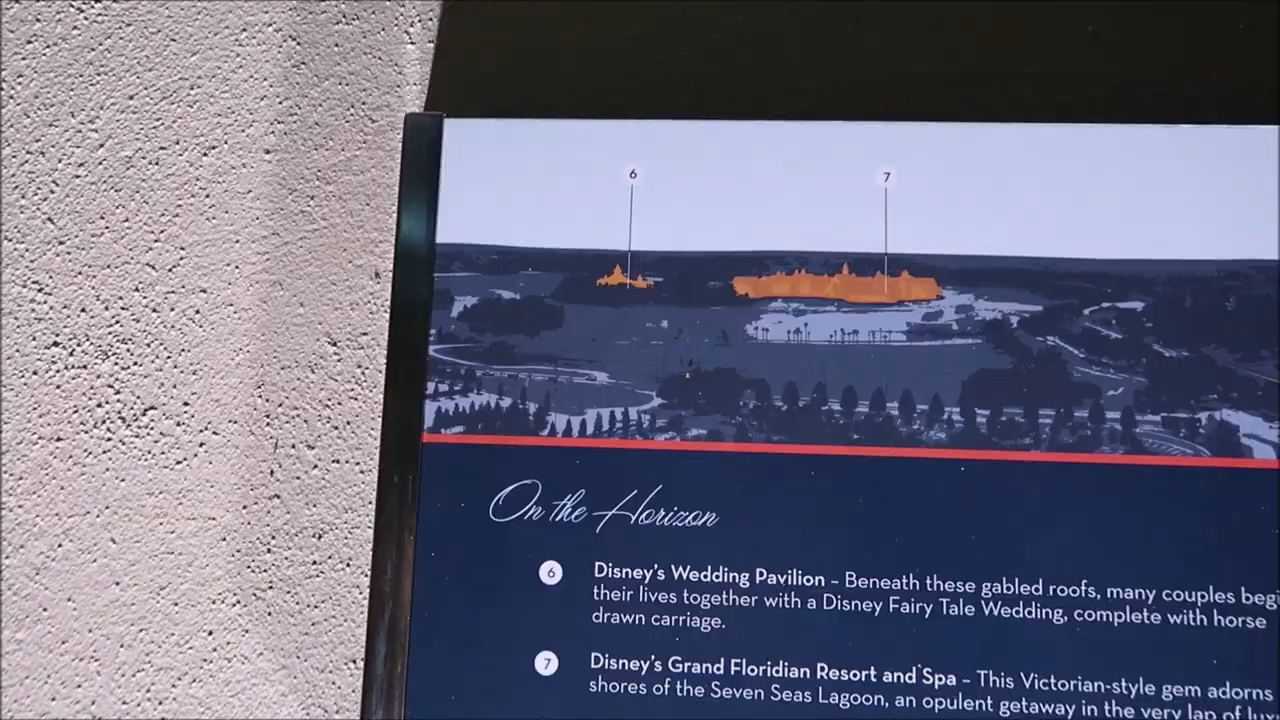 6
7
On the Horizon
6 Disney's Wedding Pavilion – Beneath these gabled roofs, many couples
their lives together with a Disney Fairy Tale Wedding, complete with horse
drawn carriage.
7 Disney's Grand Floridian Resort and Spa – This Victorian-style gem adorns
shores of the Seven Seas Lagoon, an opulent getaway in the very lap of